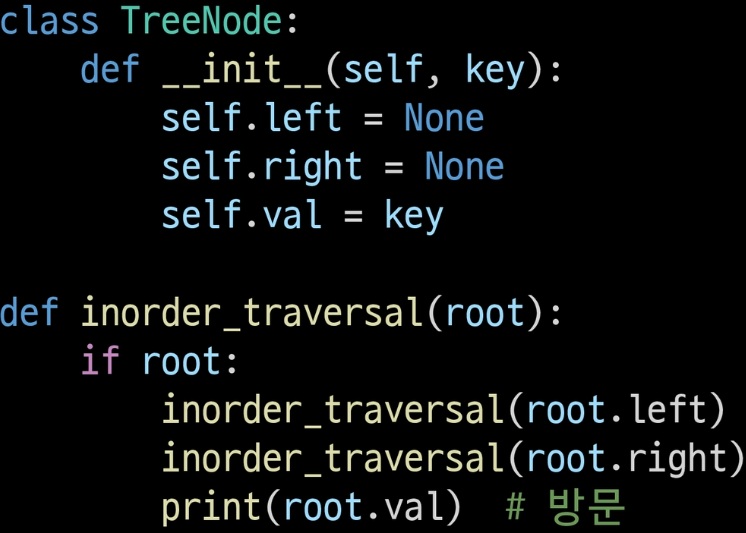 class TreeNode:
    def __init__(self, key):
        self.left = None
        self.right = None
        self.val = key

def inorder_traversal(root):
    if root:
        inorder_traversal(root.left)
        inorder_traversal(root.right)
        print(root.val)  # 방문